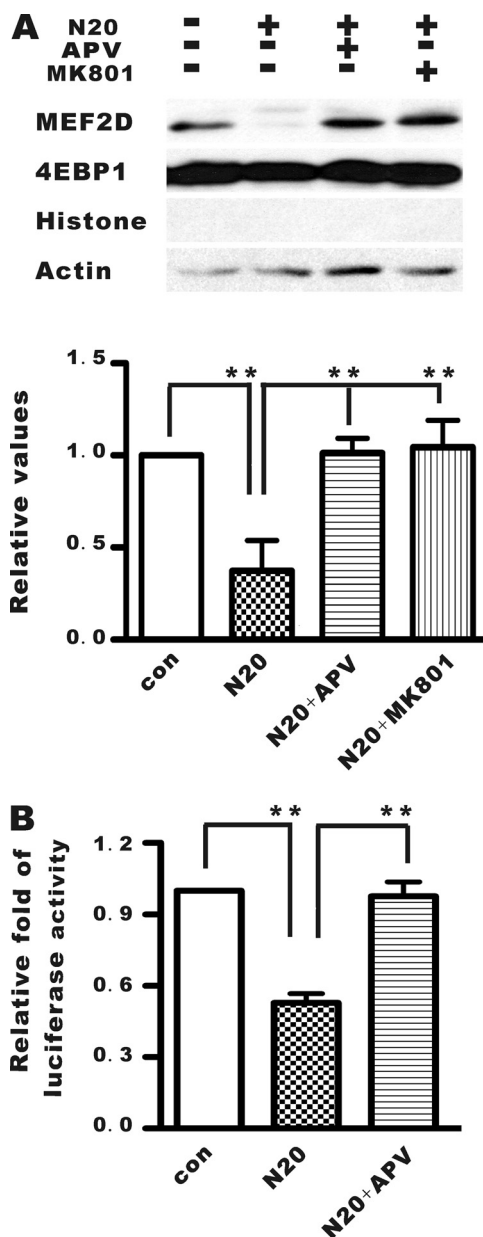 A
N20 - + + +
APV - - + -
MK801 - - - +
MEF2D
4EBP1
Histone
Actin
Relative values
1.5
1.0
0.5
0.0
** ** **
con N20 N20+APV N20+MK801
B
Relative fold of
luciferase activity
1.2
0.9
0.6
0.3
0.0
** **
con N20 N20+APV